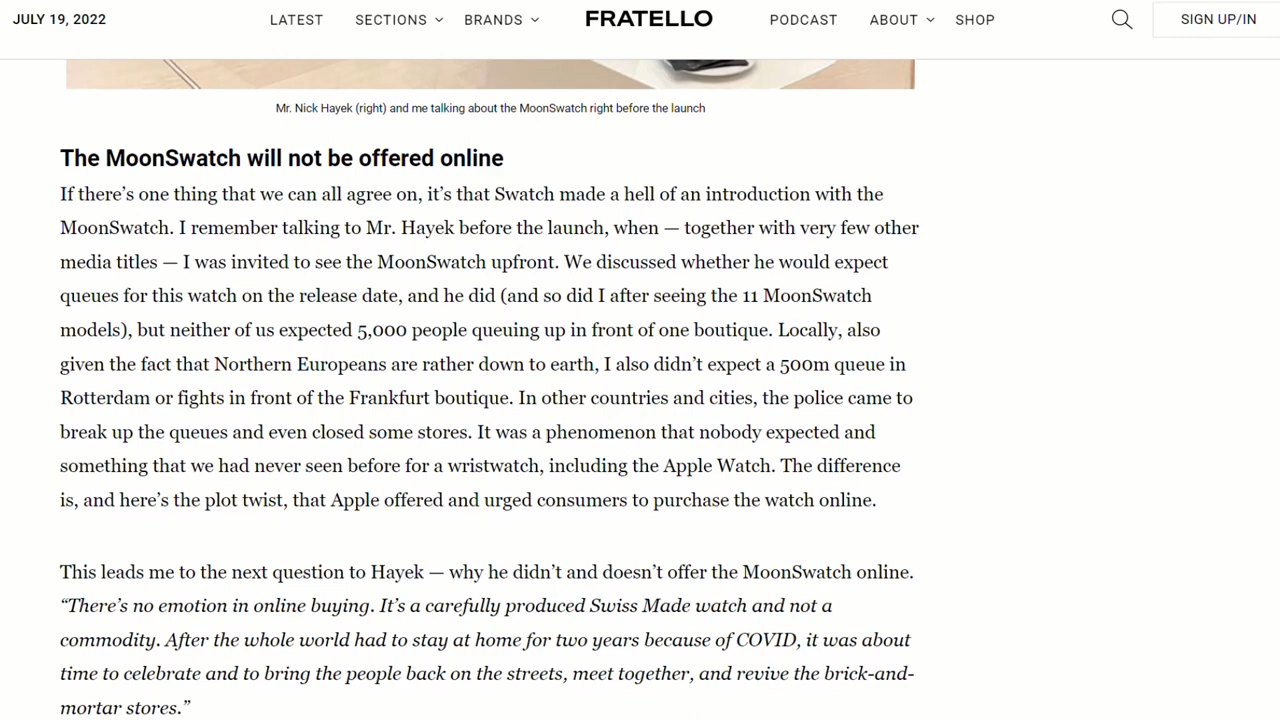 JULY 19, 2022 LATEST SECTIONS BRANDS FRATELLO PODCAST ABOUT SHOP SIGN UP/IN
Mr. Nick Hayek (right) and me talking about the MoonSwatch right before the launch
The MoonSwatch will not be offered online
If there’s one thing that we can all agree on, it’s that Swatch made a hell of an introduction with the
MoonSwatch. I remember talking to Mr. Hayek before the launch, when — together with very few other
media titles — I was invited to see the MoonSwatch upfront. We discussed whether he would expect
queues for this watch on the release date, and he did (and so did I after seeing the 11 MoonSwatch
models), but neither of us expected 5,000 people queuing up in front of one boutique. Locally, also
given the fact that Northern Europeans are rather down to earth, I also didn’t expect a 500m queue in
Rotterdam or fights in front of the Frankfurt boutique. In other countries and cities, the police came to
break up the queues and even closed some stores. It was a phenomenon that nobody expected and
something that we had never seen before for a wristwatch, including the Apple Watch. The difference
is, and here’s the plot twist, that Apple offered and urged consumers to purchase the watch online.
This leads me to the next question to Hayek — why he didn’t and doesn’t offer the MoonSwatch online.
“There’s no emotion in online buying. It’s a carefully produced Swiss Made watch and not a
commodity. After the whole world had to stay at home for two years because of COVID, it was about
time to celebrate and to bring the people back on the streets, meet together, and revive the brick-and-
mortar stores.”